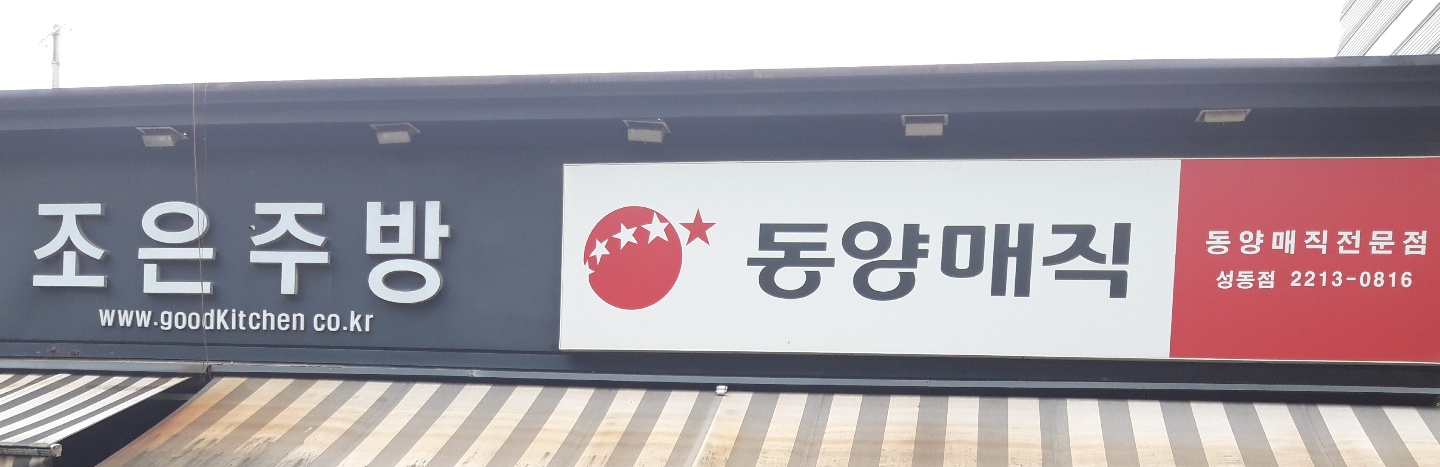 조은주방
www.goodkitchen co.kr
동양매직
동양매직전문점
성동점 2213-0816